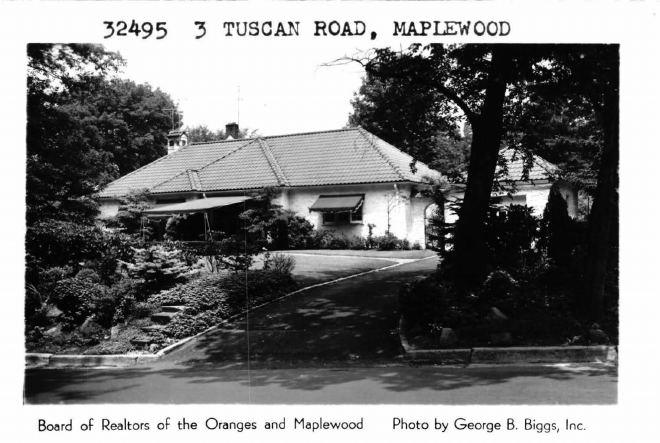 32495 3 TUSCAN ROAD, MAPLEWOOD
Board of Realtors of the Oranges and Maplewood Photo by George B. Biggs, Inc.